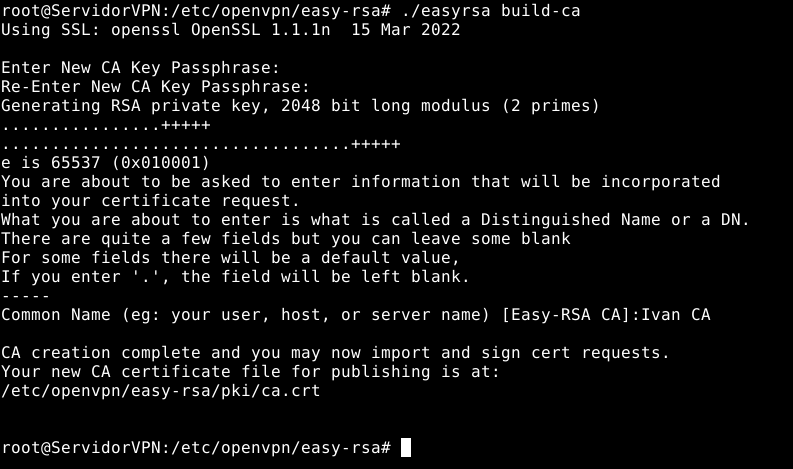 root@ServidorVPN:/etc/openvpn/easy-rsa# ./easyrsa build-ca
Using SSL: openssl OpenSSL 1.1.1n  15 Mar 2022
Enter New CA Key Passphrase:
Re-Enter New CA Key Passphrase:
Generating RSA private key, 2048 bit long modulus (2 primes)
................+++++
...................................+++++
e is 65537 (0x010001)
You are about to be asked to enter information that will be incorporated
into your certificate request.
What you are about to enter is what is called a Distinguished Name or a DN.
There are quite a few fields but you can leave some blank
For some fields there will be a default value,
If you enter '.', the field will be left blank.
-----
Common Name (eg: your user, host, or server name) [Easy-RSA CA]:Ivan CA
CA creation complete and you may now import and sign cert requests.
Your new CA certificate file for publishing is at:
/etc/openvpn/easy-rsa/pki/ca.crt
root@ServidorVPN:/etc/openvpn/easy-rsa#